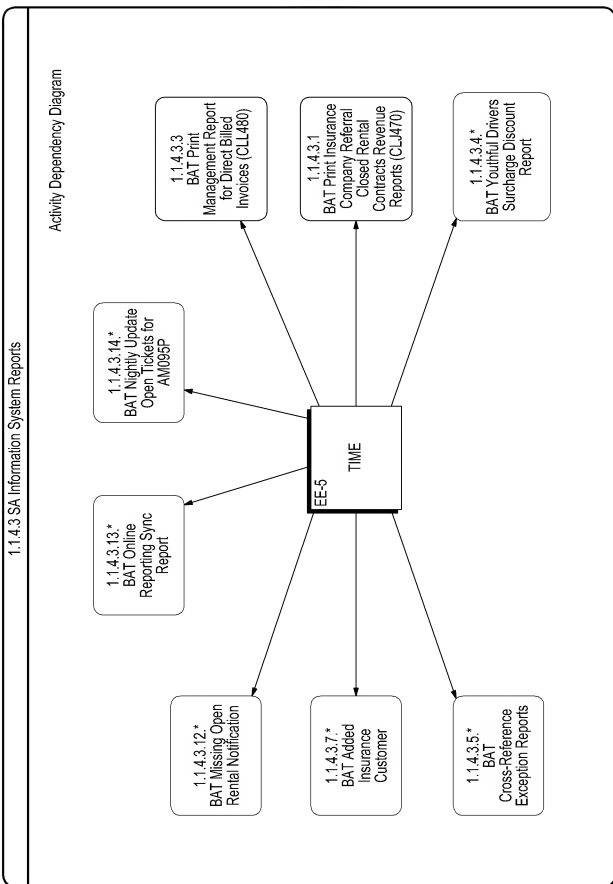 1.1.4.3 SA Information System Reports
Activity Dependency Diagram
1.1.4.3.12.*
BAT Missing Open
Rental Notification
1.1.4.3.13.*
BAT Online
Reporting Sync
Report
1.1.4.3.14.*
BAT Nightly Update
Open Tickets for
AM095P
1.1.4.3.3
BAT Print
Management Report
for Direct Billed
Invoices (CLL480)
1.1.4.3.7.*
BAT Added
Insurance
Customer
EE-5
TIME
1.1.4.3.1
BAT Print Insurance
Company Referral
Closed Rental
Contracts Revenue
Reports (CLJ470)
1.1.4.3.5.*
BAT
Cross-Reference
Exception Reports
1.1.4.3.4.*
BAT Youthful Drivers
Surcharge Discount
Report